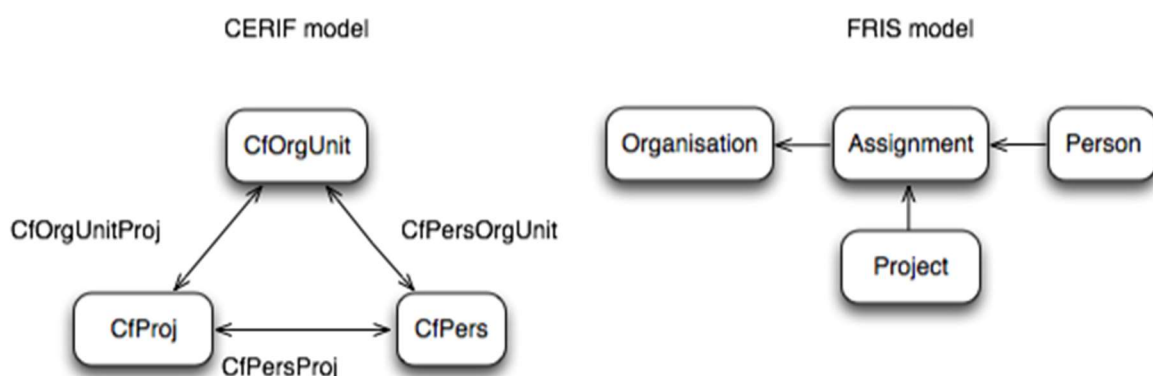 CERIF model
FRIS model
CfOrgUnit
CfOrgUnitProj
CfPersOrgUnit
CfProj
CfPers
CfPersProj
Organisation
Assignment
Person
Project